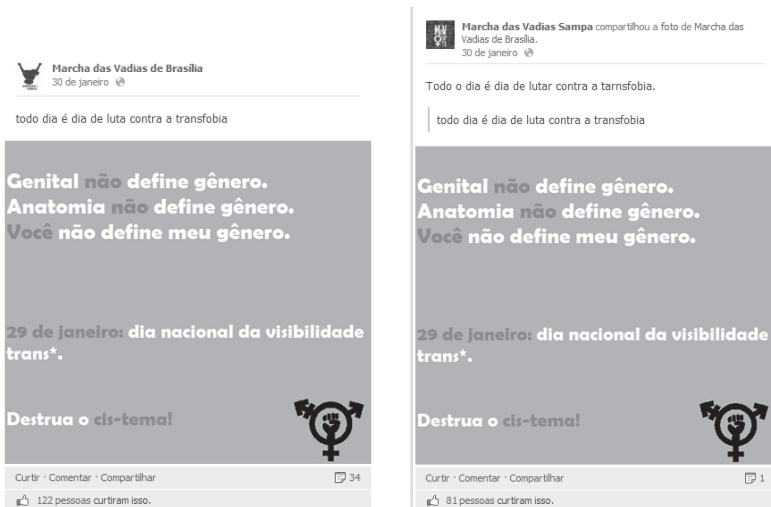 Marcha das Vadias de Brasília
30 de janeiro
todo dia é dia de luta contra a transfobia
Genital não define gênero.
Anatomia não define gênero.
Você não define meu gênero.
29 de janeiro: dia nacional da visibilidade
trans*.
Destrua o cis-tema!
Curtir · Comentar · Compartilhar
34
122 pessoas curtiram isso.
Marcha das Vadias Sampa compartilhou a foto de Marcha das
Vadias de Brasília.
30 de janeiro
Todo o dia é dia de lutar contra a tarnsfobia.
todo dia é dia de luta contra a transfobia
Genital não define gênero.
Anatomia não define gênero.
Você não define meu gênero.
29 de janeiro: dia nacional da visibilidade
trans*.
Destrua o cis-tema!
Curtir · Comentar · Compartilhar
1
81 pessoas curtiram isso.